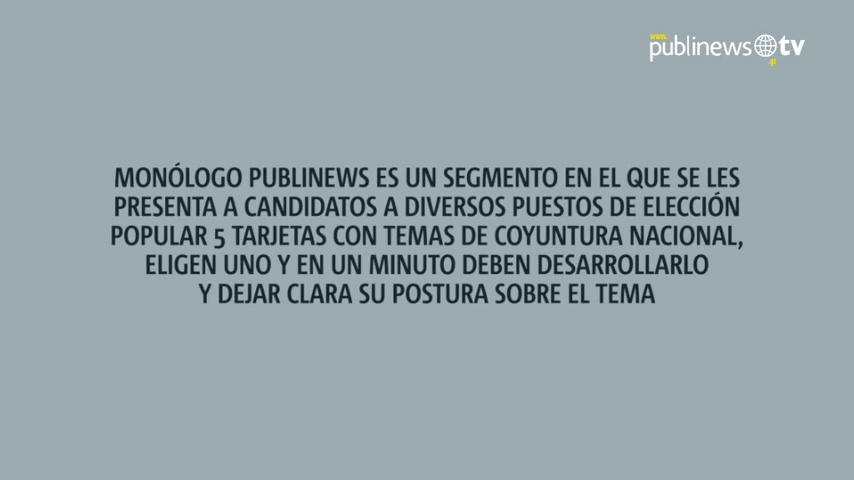 www.
publinews tv
MONÓLOGO PUBLINEWS ES UN SEGMENTO EN EL QUE SE LES
PRESENTA A CANDIDATOS A DIVERSOS PUESTOS DE ELECCIÓN
POPULAR 5 TARJETAS CON TEMAS DE COYUNTURA NACIONAL,
ELIGEN UNO Y EN UN MINUTO DEBEN DESARROLLARLO
Y DEJAR CLARA SU POSTURA SOBRE EL TEMA